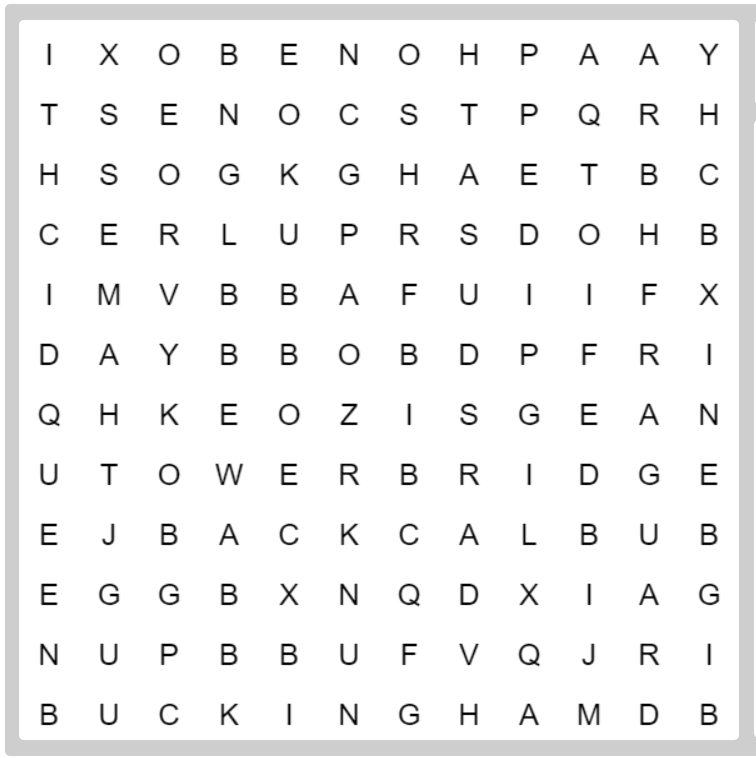 I X O B E N O H P A A Y
T S E N O C S T P Q R H
H S O G K G H A E T B C
C E R L U P R S D O H B
I M V B B A F U I I F X
D A Y B B O B D P F R I
Q H K E O Z I S G E A N
U T O W E R B R I D G E
E J B A C K C A L B U B
E G G B X N Q D X I A G
N U P B B U F V Q J R I
B U C K I N G H A M D B